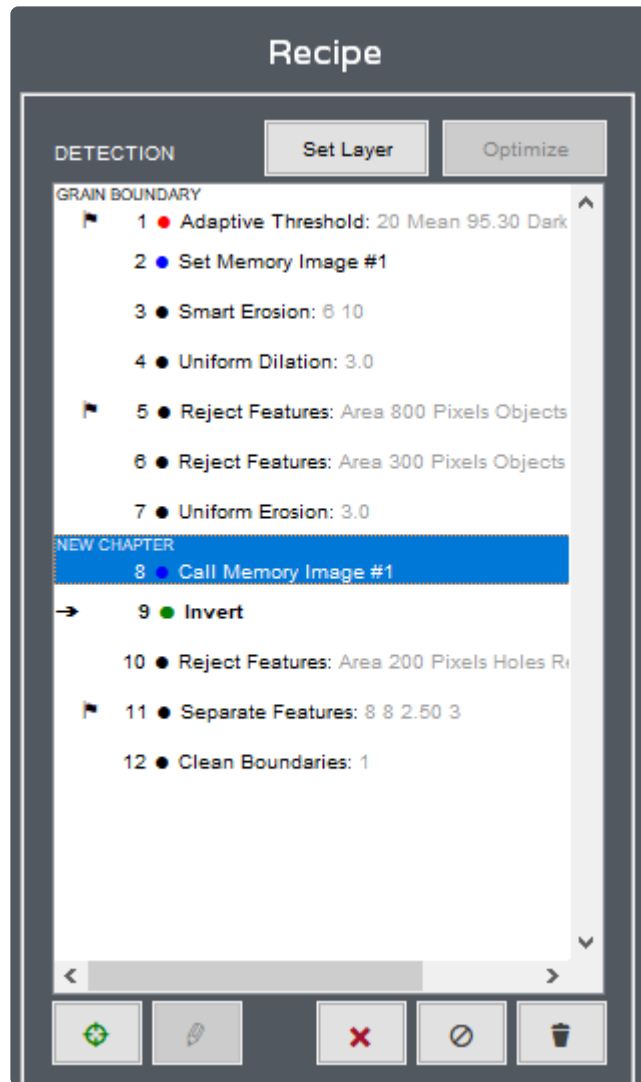 Recipe
DETECTION Set Layer Optimize
GRAIN BOUNDARY
1 Adaptive Threshold: 20 Mean 95.30 Dark
2 Set Memory Image #1
3 Smart Erosion: 6 10
4 Uniform Dilation: 3.0
5 Reject Features: Area 800 Pixels Objects
6 Reject Features: Area 300 Pixels Objects
7 Uniform Erosion: 3.0
NEW CHAPTER
8 Call Memory Image #1
9 Invert
10 Reject Features: Area 200 Pixels Holes
11 Separate Features: 8 8 2.50 3
12 Clean Boundaries: 1